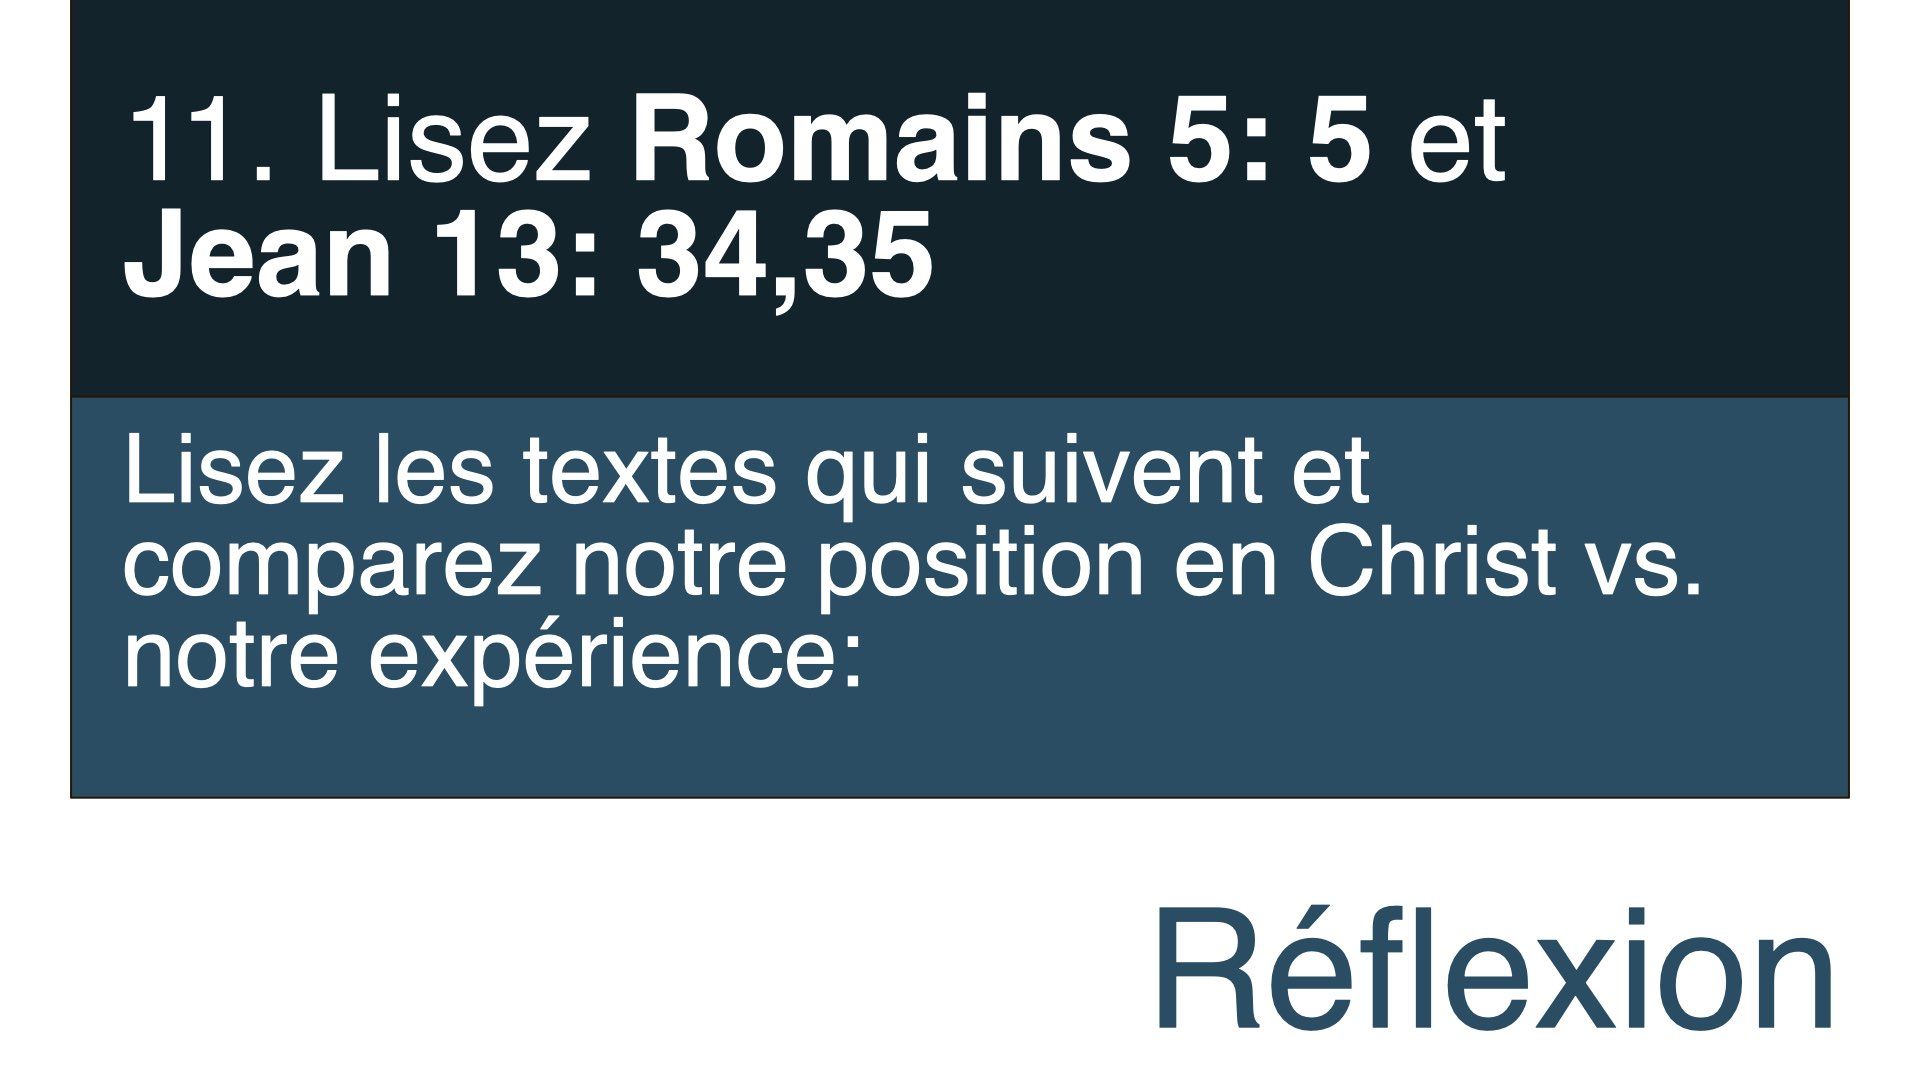 11. Lisez Romains 5: 5 et
Jean 13: 34,35
Lisez les textes qui suivent et
comparez notre position en Christ vs.
notre expérience:
Réflexion